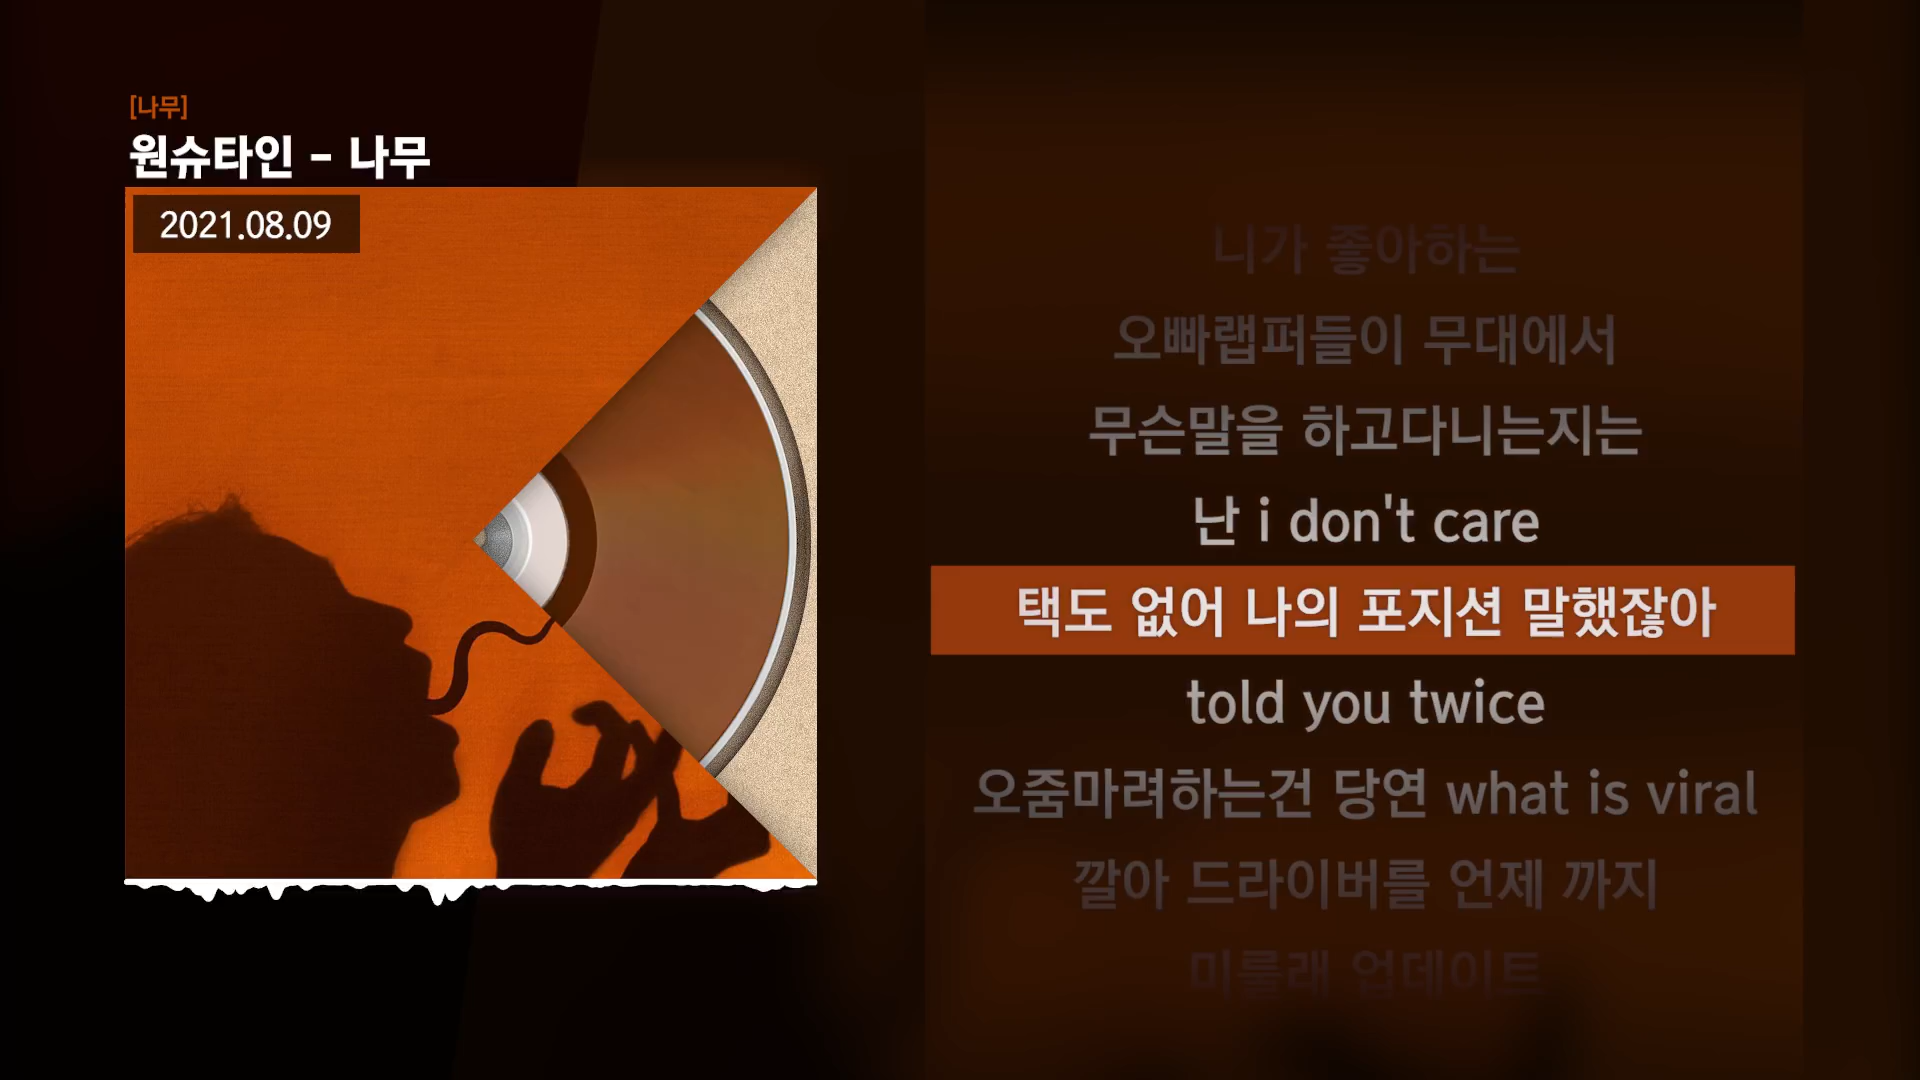 [나무]
원슈타인 - 나무
2021.08.09
니가 좋아하는
오빠랩퍼들이 무대에서
무슨말을 하고다니는지는
난 i don't care
택도 없어 나의 포지션 말했잖아
told you twice
오줌마려하는건 당연 what is viral
깔아 드라이버를 언제 까지
미룰래 업데이트